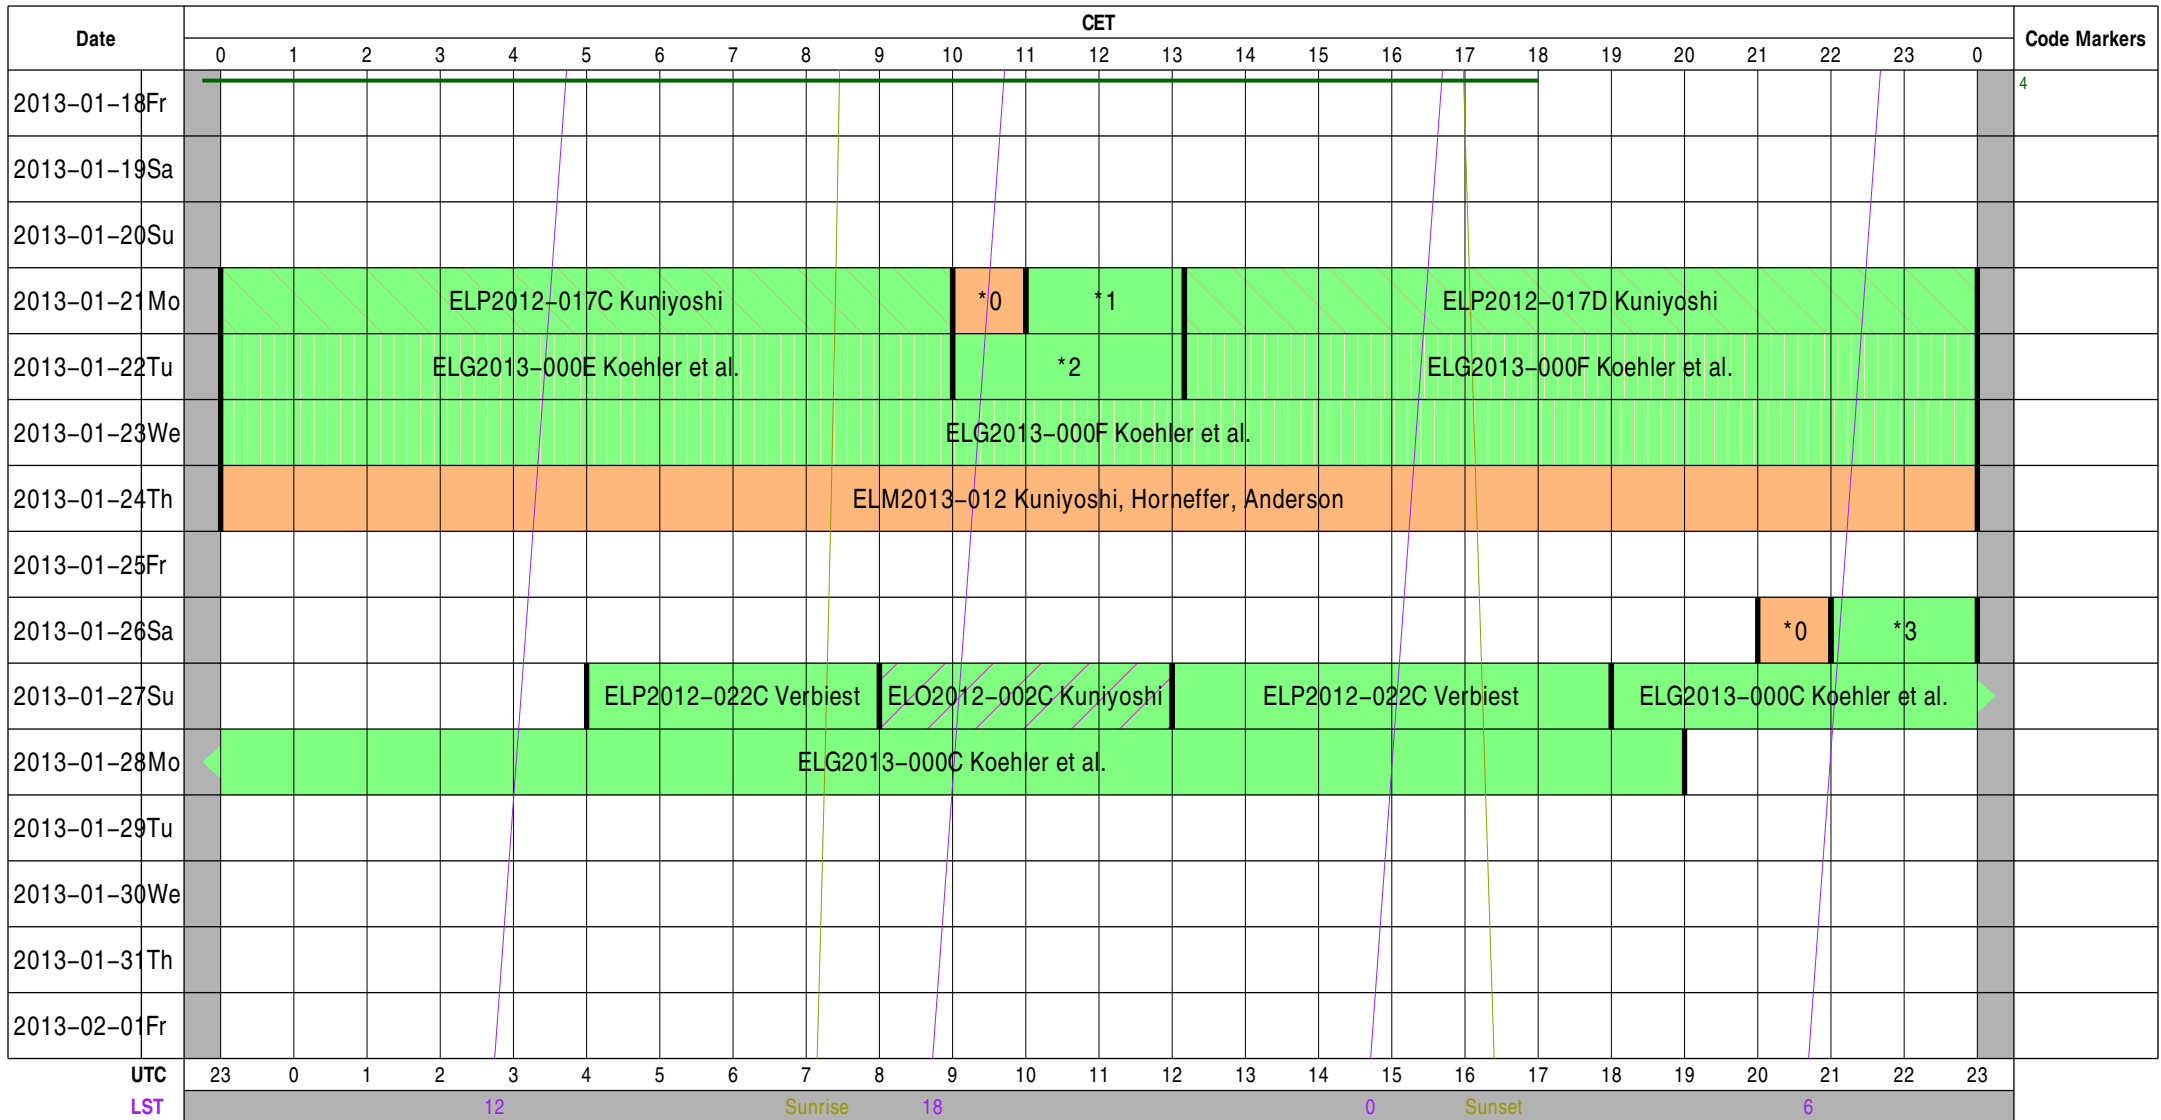 Date CET Code Markers
0 1 2 3 4 5 6 7 8 9 10 11 12 13 14 15 16 17 18 19 20 21 22 23 0
2013−01−18Fr 4
2013−01−19Sa
2013−01−20Su
2013−01−21Mo ELP2012−017C Kuniyoshi *0 *1 ELP2012−017D Kuniyoshi
2013−01−22Tu ELG2013−000E Koehler et al. *2 ELG2013−000F Koehler et al.
2013−01−23We ELG2013−000F Koehler et al.
2013−01−24Th ELM2013−012 Kuniyoshi, Horneffer, Anderson
2013−01−25Fr
2013−01−26Sa *0 *3
2013−01−27Su ELP2012−022C Verbiest ELO2012−002C Kuniyoshi ELP2012−022C Verbiest ELG2013−000C Koehler et al.
2013−01−28Mo ELG2013−000C Koehler et al.
2013−01−29Tu
2013−01−30We
2013−01−31Th
2013−02−01Fr
UTC 23 0 1 2 3 4 5 6 7 8 9 10 11 12 13 14 15 16 17 18 19 20 21 22 23
LST 12 Sunrise 18 0 Sunset 6